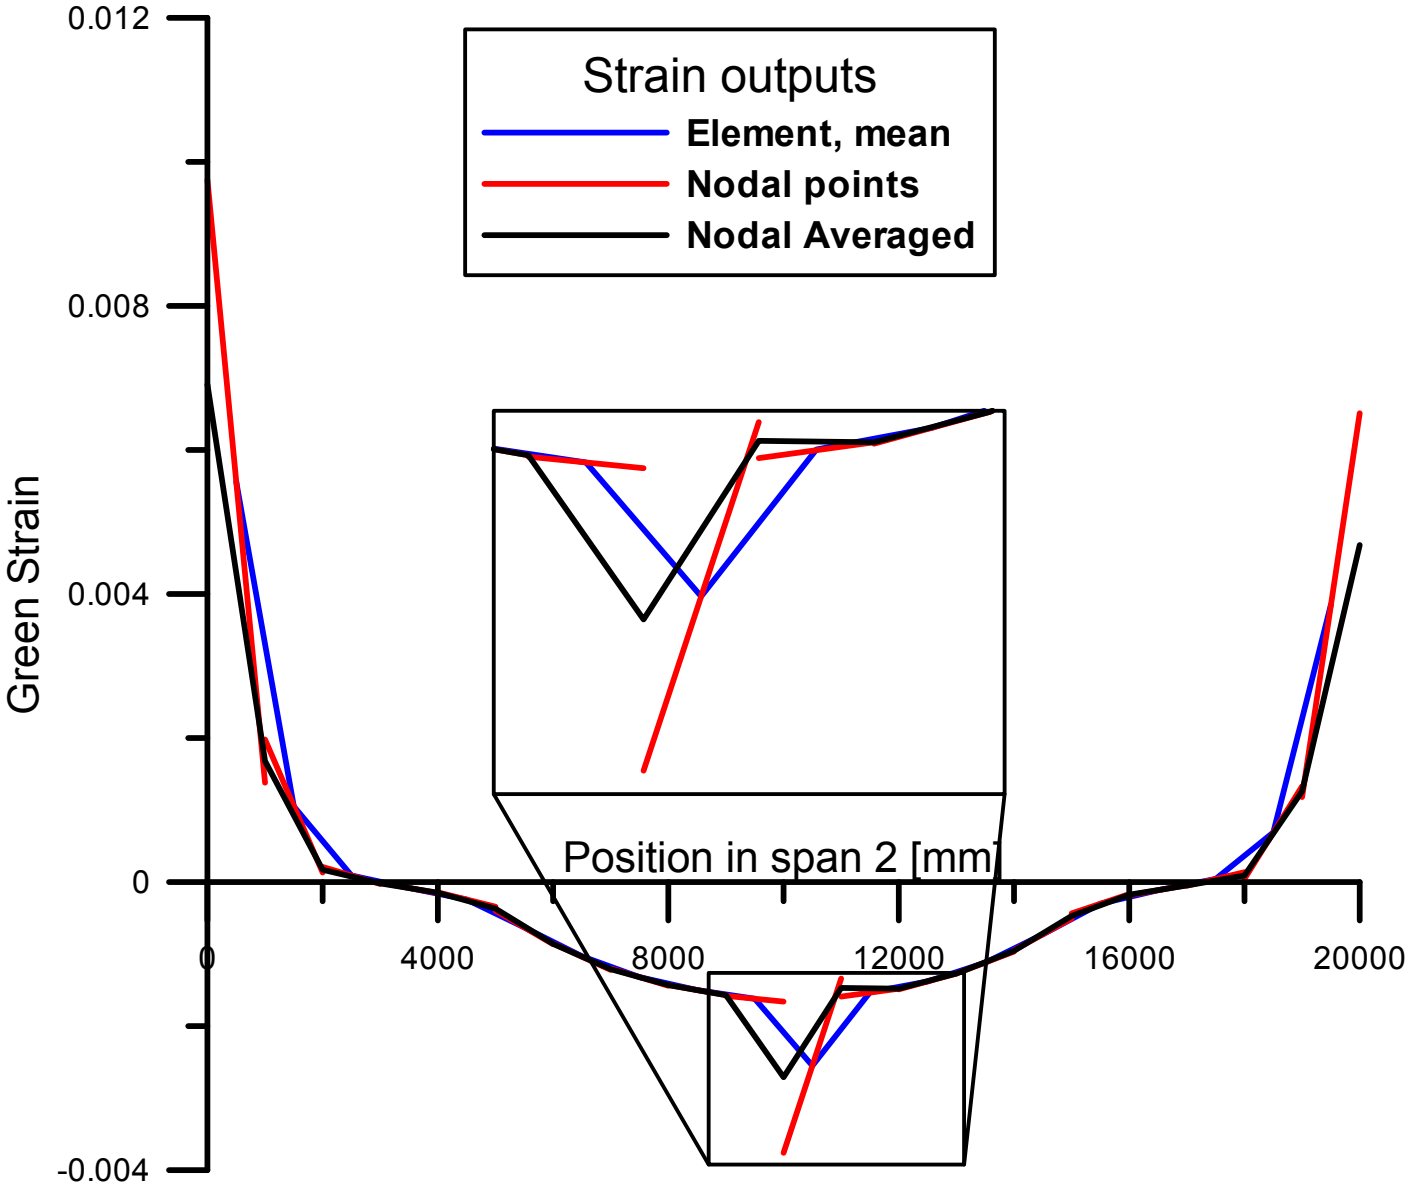 0.012
Strain outputs
Element, mean
Nodal points
Nodal Averaged
0.008
Green Strain
0.004
Position in span 2 [mm]
0
0
4000
8000
12000
16000
20000
-0.004